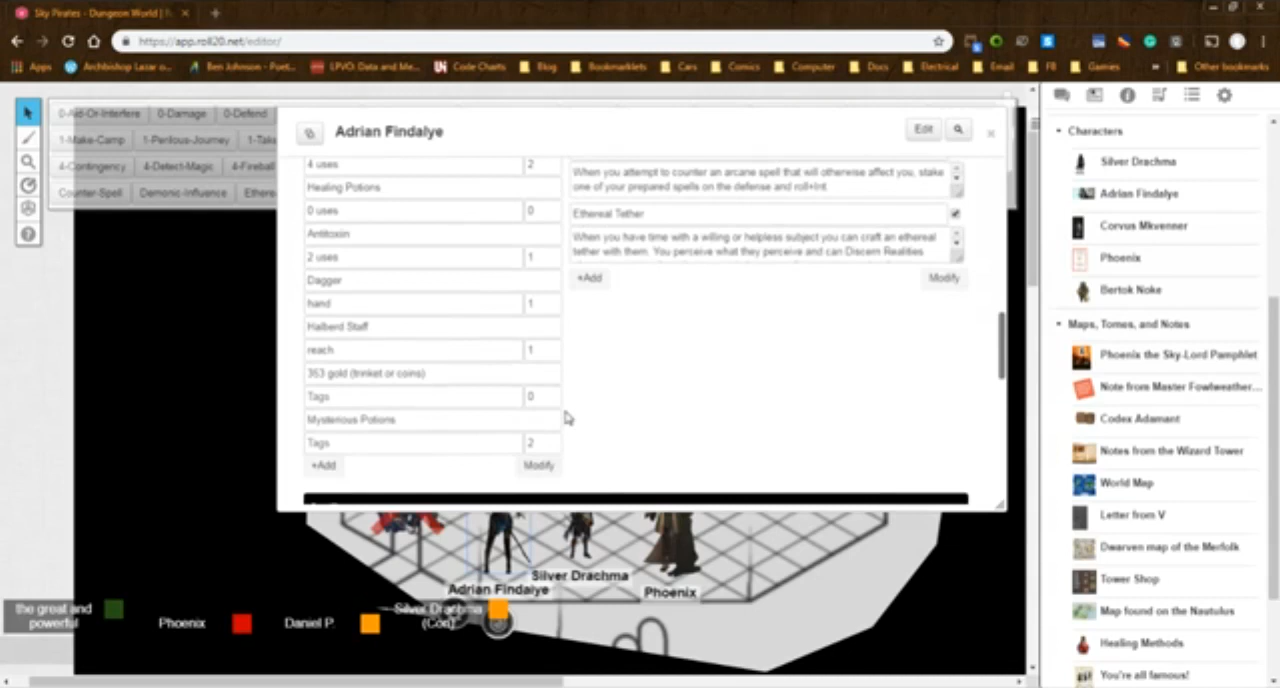 Sky Pirates - Dungeon World |
https://app.roll20.net/editor/
Apps
Archbishop Lazar o...
Ben Johnson - Poet...
LPVO: Data and Me...
Code Charts
Blog
Bookmarklets
Cars
Comics
Computer
Docs
Electrical
Email
FB
Games
»
Other bookmarks
0-Aid-Or-Interfere
0-Damage
0-Defend
1-Make-Camp
1-Perilous-Journey
1-Take
4-Contingency
4-Detect-Magic
4-Fireball
Counter-Spell
Demonic-Influence
Ethere
Adrian Findalye
Edit
4 uses
2
Healing Potions
0 uses
0
Antitoxin
2 uses
1
Dagger
hand
1
Halberd Staff
reach
1
353 gold (trinket or coins)
Tags
0
Mysterious Potions
Tags
2
+Add
Modify
When you attempt to counter an arcane spell that will otherwise affect you, stake
one of your prepared spells on the defense and roll+Int.
Ethereal Tether
When you have time with a willing or helpless subject you can craft an ethereal
tether with them. You perceive what they perceive and can Discern Realities
+Add
Modify
Silver Drachma
Adrian Findalye
Phoenix
the great and
powerful
Phoenix
Daniel P.
Silver Drachma
(Con)
Characters
Silver Drachma
Adrian Findalye
Corvus Mkvenner
Phoenix
Bertok Noke
Maps, Tomes, and Notes
Phoenix the Sky-Lord Pamphlet
Note from Master Fowlweather...
Codex Adamant
Notes from the Wizard Tower
World Map
Letter from V
Dwarven map of the Merfolk
Tower Shop
Map found on the Nautulus
Healing Methods
You're all famous!